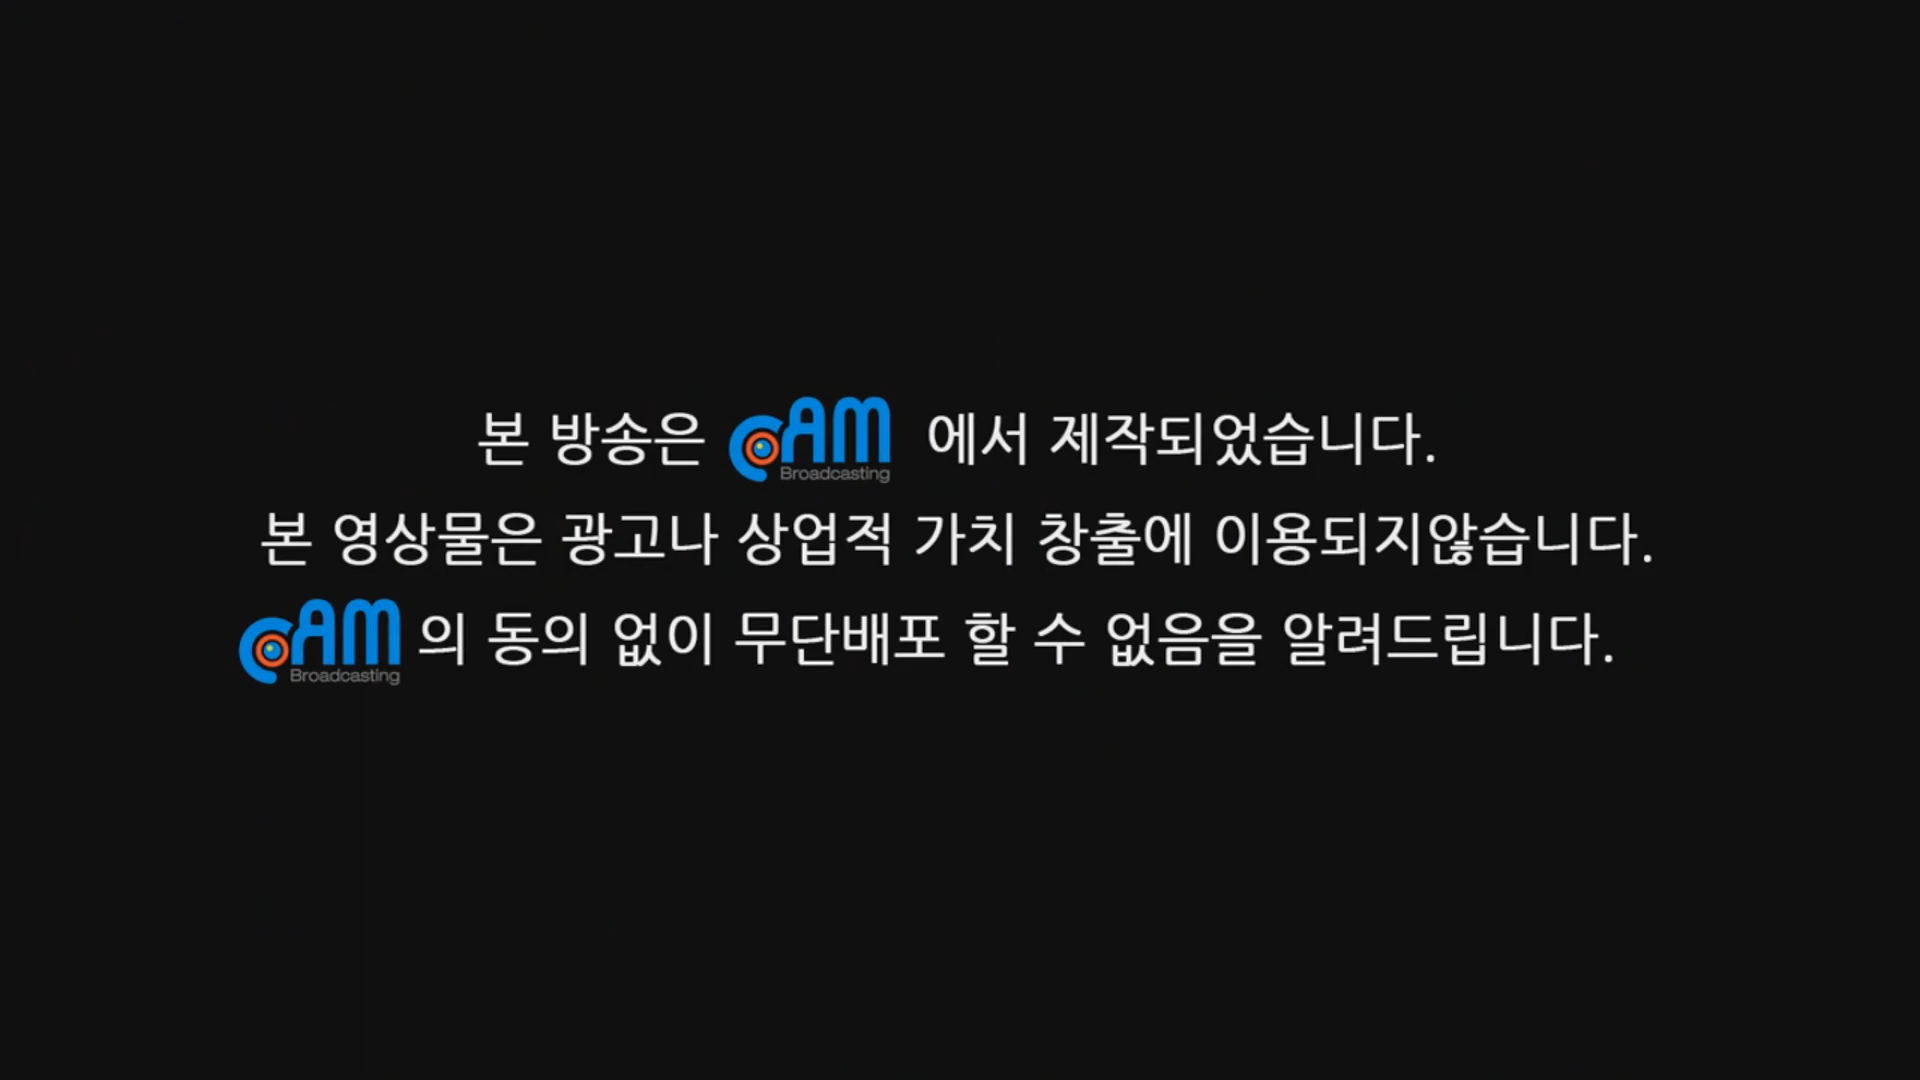 본 방송은 CAM Broadcasting 에서 제작되었습니다.
본 영상물은 광고나 상업적 가치 창출에 이용되지않습니다.
CAM Broadcasting 의 동의 없이 무단배포 할 수 없음을 알려드립니다.